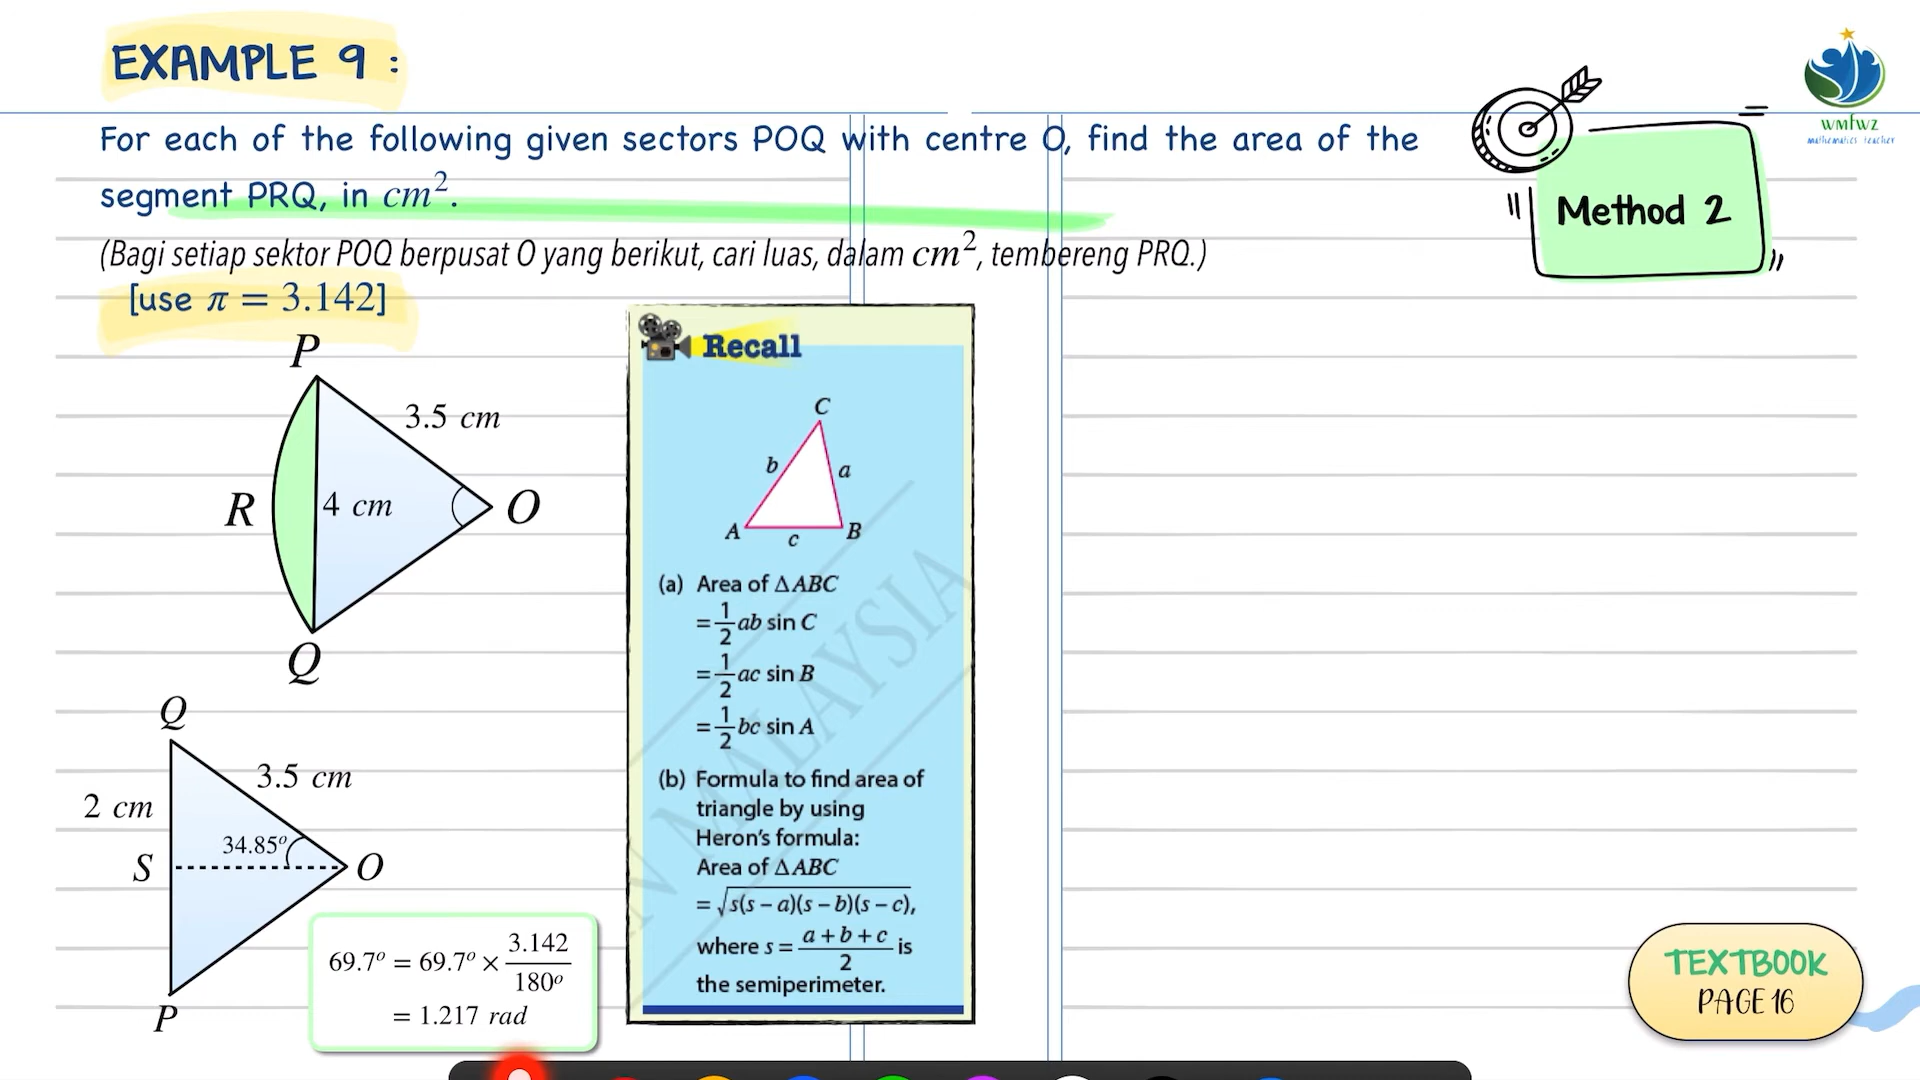 EXAMPLE 9 :
For each of the following given sectors POQ with centre O, find the area of the
segment PRQ, in cm².
(Bagi setiap sektor POQ berpusat O yang berikut, cari luas, dalam cm², tembereng PRQ.)
[use π = 3.142]
Method 2
wmfwz
mathematics teacher
P
3.5 cm
R
4 cm
O
Q
Q
3.5 cm
2 cm
34.85°
S
O
P
69.7° = 69.7° × 3.142/180°
= 1.217 rad
Recall
C
b
a
A
c
B
(a) Area of △ABC
= 1/2 ab sin C
= 1/2 ac sin B
= 1/2 bc sin A
(b) Formula to find area of
triangle by using
Heron's formula:
Area of △ABC
= √s(s – a)(s – b)(s – c),
where s = a + b + c/2 is
the semiperimeter.
N MALAYSIA
TEXTBOOK
PAGE 16